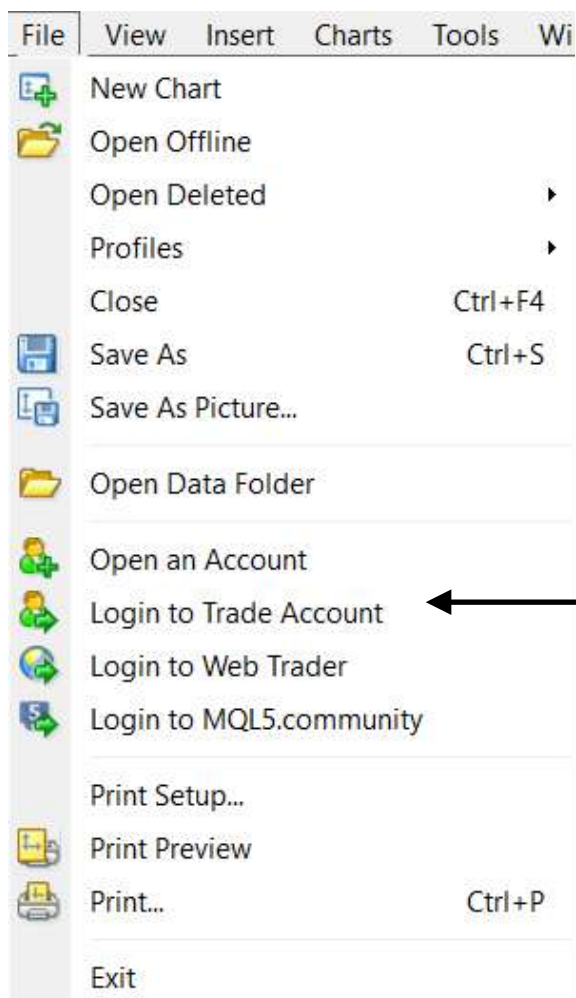 File View Insert Charts Tools Wi
New Chart
Open Offline
Open Deleted
Profiles
Close Ctrl+F4
Save As Ctrl+S
Save As Picture...
Open Data Folder
Open an Account
Login to Trade Account
Login to Web Trader
Login to MQL5.community
Print Setup...
Print Preview
Print... Ctrl+P
Exit